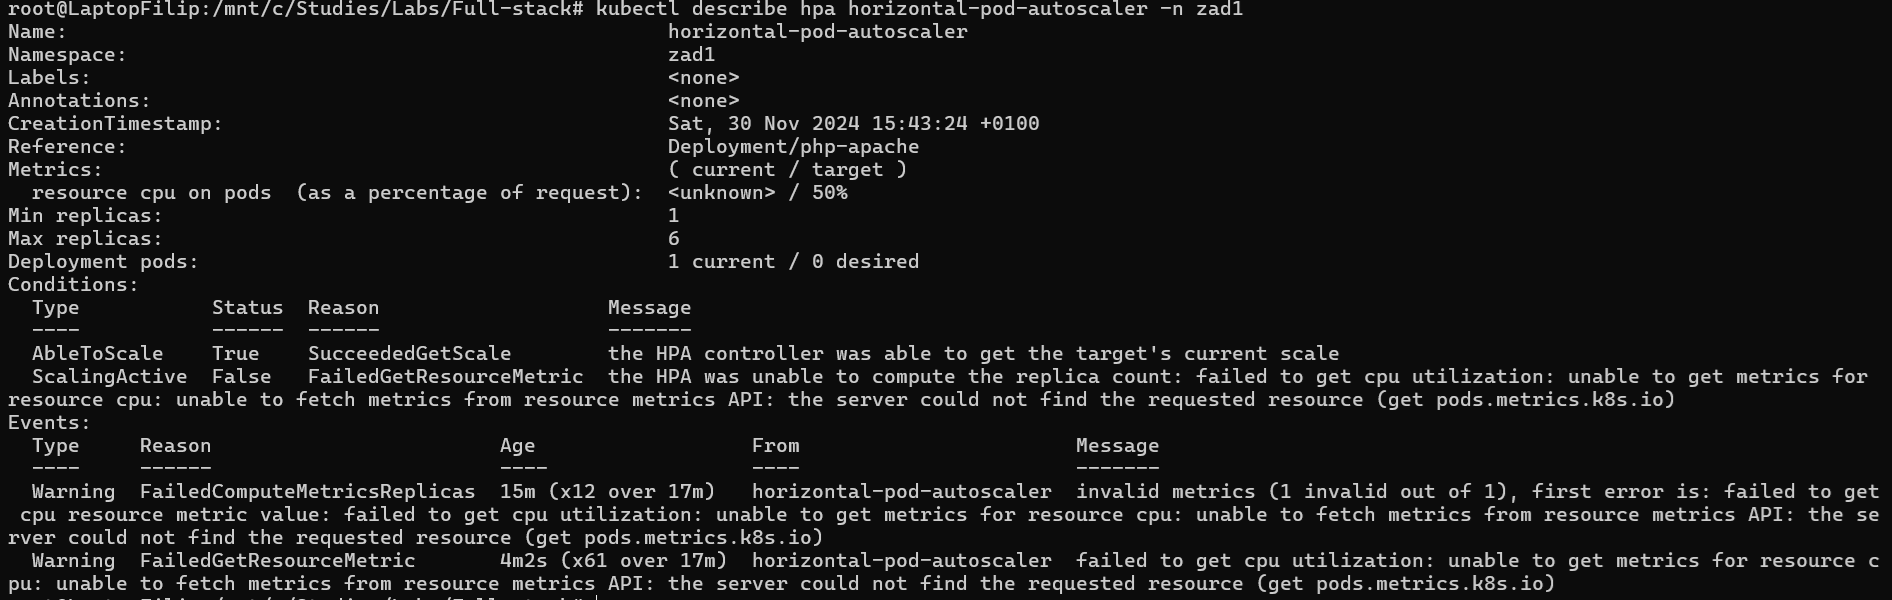 root@LaptopFilip:/mnt/c/Studies/Labs/Full-stack# kubectl describe hpa horizontal-pod-autoscaler -n zad1
Name:                                                  horizontal-pod-autoscaler
Namespace:                                             zad1
Labels:                                                <none>
Annotations:                                           <none>
CreationTimestamp:                                     Sat, 30 Nov 2024 15:43:24 +0100
Reference:                                             Deployment/php-apache
Metrics:                                               ( current / target )
  resource cpu on pods  (as a percentage of request):  <unknown> / 50%
Min replicas:                                          1
Max replicas:                                          6
Deployment pods:                                       1 current / 0 desired
Conditions:
  Type           Status  Reason                   Message
  ----           ------  ------                   -------
  AbleToScale    True    SucceededGetScale        the HPA controller was able to get the target's current scale
  ScalingActive  False   FailedGetResourceMetric  the HPA was unable to compute the replica count: failed to get cpu utilization: unable to get metrics for
resource cpu: unable to fetch metrics from resource metrics API: the server could not find the requested resource (get pods.metrics.k8s.io)
Events:
  Type     Reason                        Age                  From                       Message
  ----     ------                        ----                 ----                       -------
  Warning  FailedComputeMetricsReplicas  15m (x12 over 17m)   horizontal-pod-autoscaler  invalid metrics (1 invalid out of 1), first error is: failed to get
 cpu resource metric value: failed to get cpu utilization: unable to get metrics for resource cpu: unable to fetch metrics from resource metrics API: the se
rver could not find the requested resource (get pods.metrics.k8s.io)
  Warning  FailedGetResourceMetric       4m2s (x61 over 17m)  horizontal-pod-autoscaler  failed to get cpu utilization: unable to get metrics for resource c
pu: unable to fetch metrics from resource metrics API: the server could not find the requested resource (get pods.metrics.k8s.io)